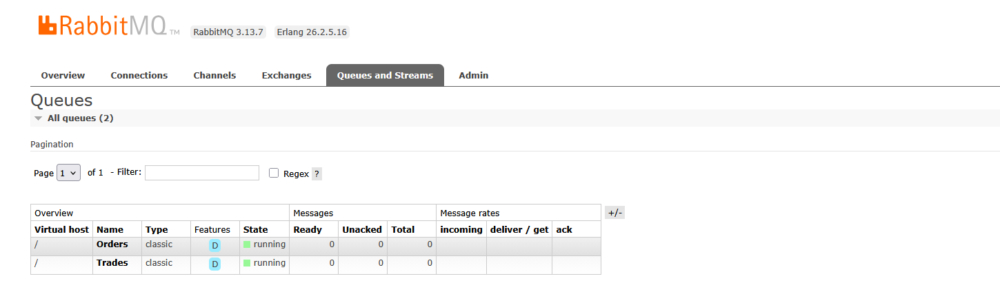 RabbitMQ TM RabbitMQ 3.13.7 Erlang 26.2.5.16
Overview Connections Channels Exchanges Queues and Streams Admin
Queues
All queues (2)
Pagination
Page 1 of 1 - Filter: Regex ?
Overview Messages Message rates +/-
Virtual host Name Type Features State Ready Unacked Total incoming deliver / get ack
/ Orders classic D running 0 0 0
/ Trades classic D running 0 0 0